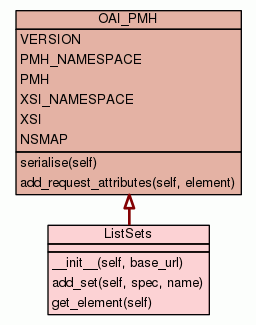 OAI_PMH
VERSION
PMH_NAMESPACE
PMH
XSI_NAMESPACE
XSI
NSMAP
serialise(self)
add_request_attributes(self, element)
ListSets
__init__(self, base_url)
add_set(self, spec, name)
get_element(self)